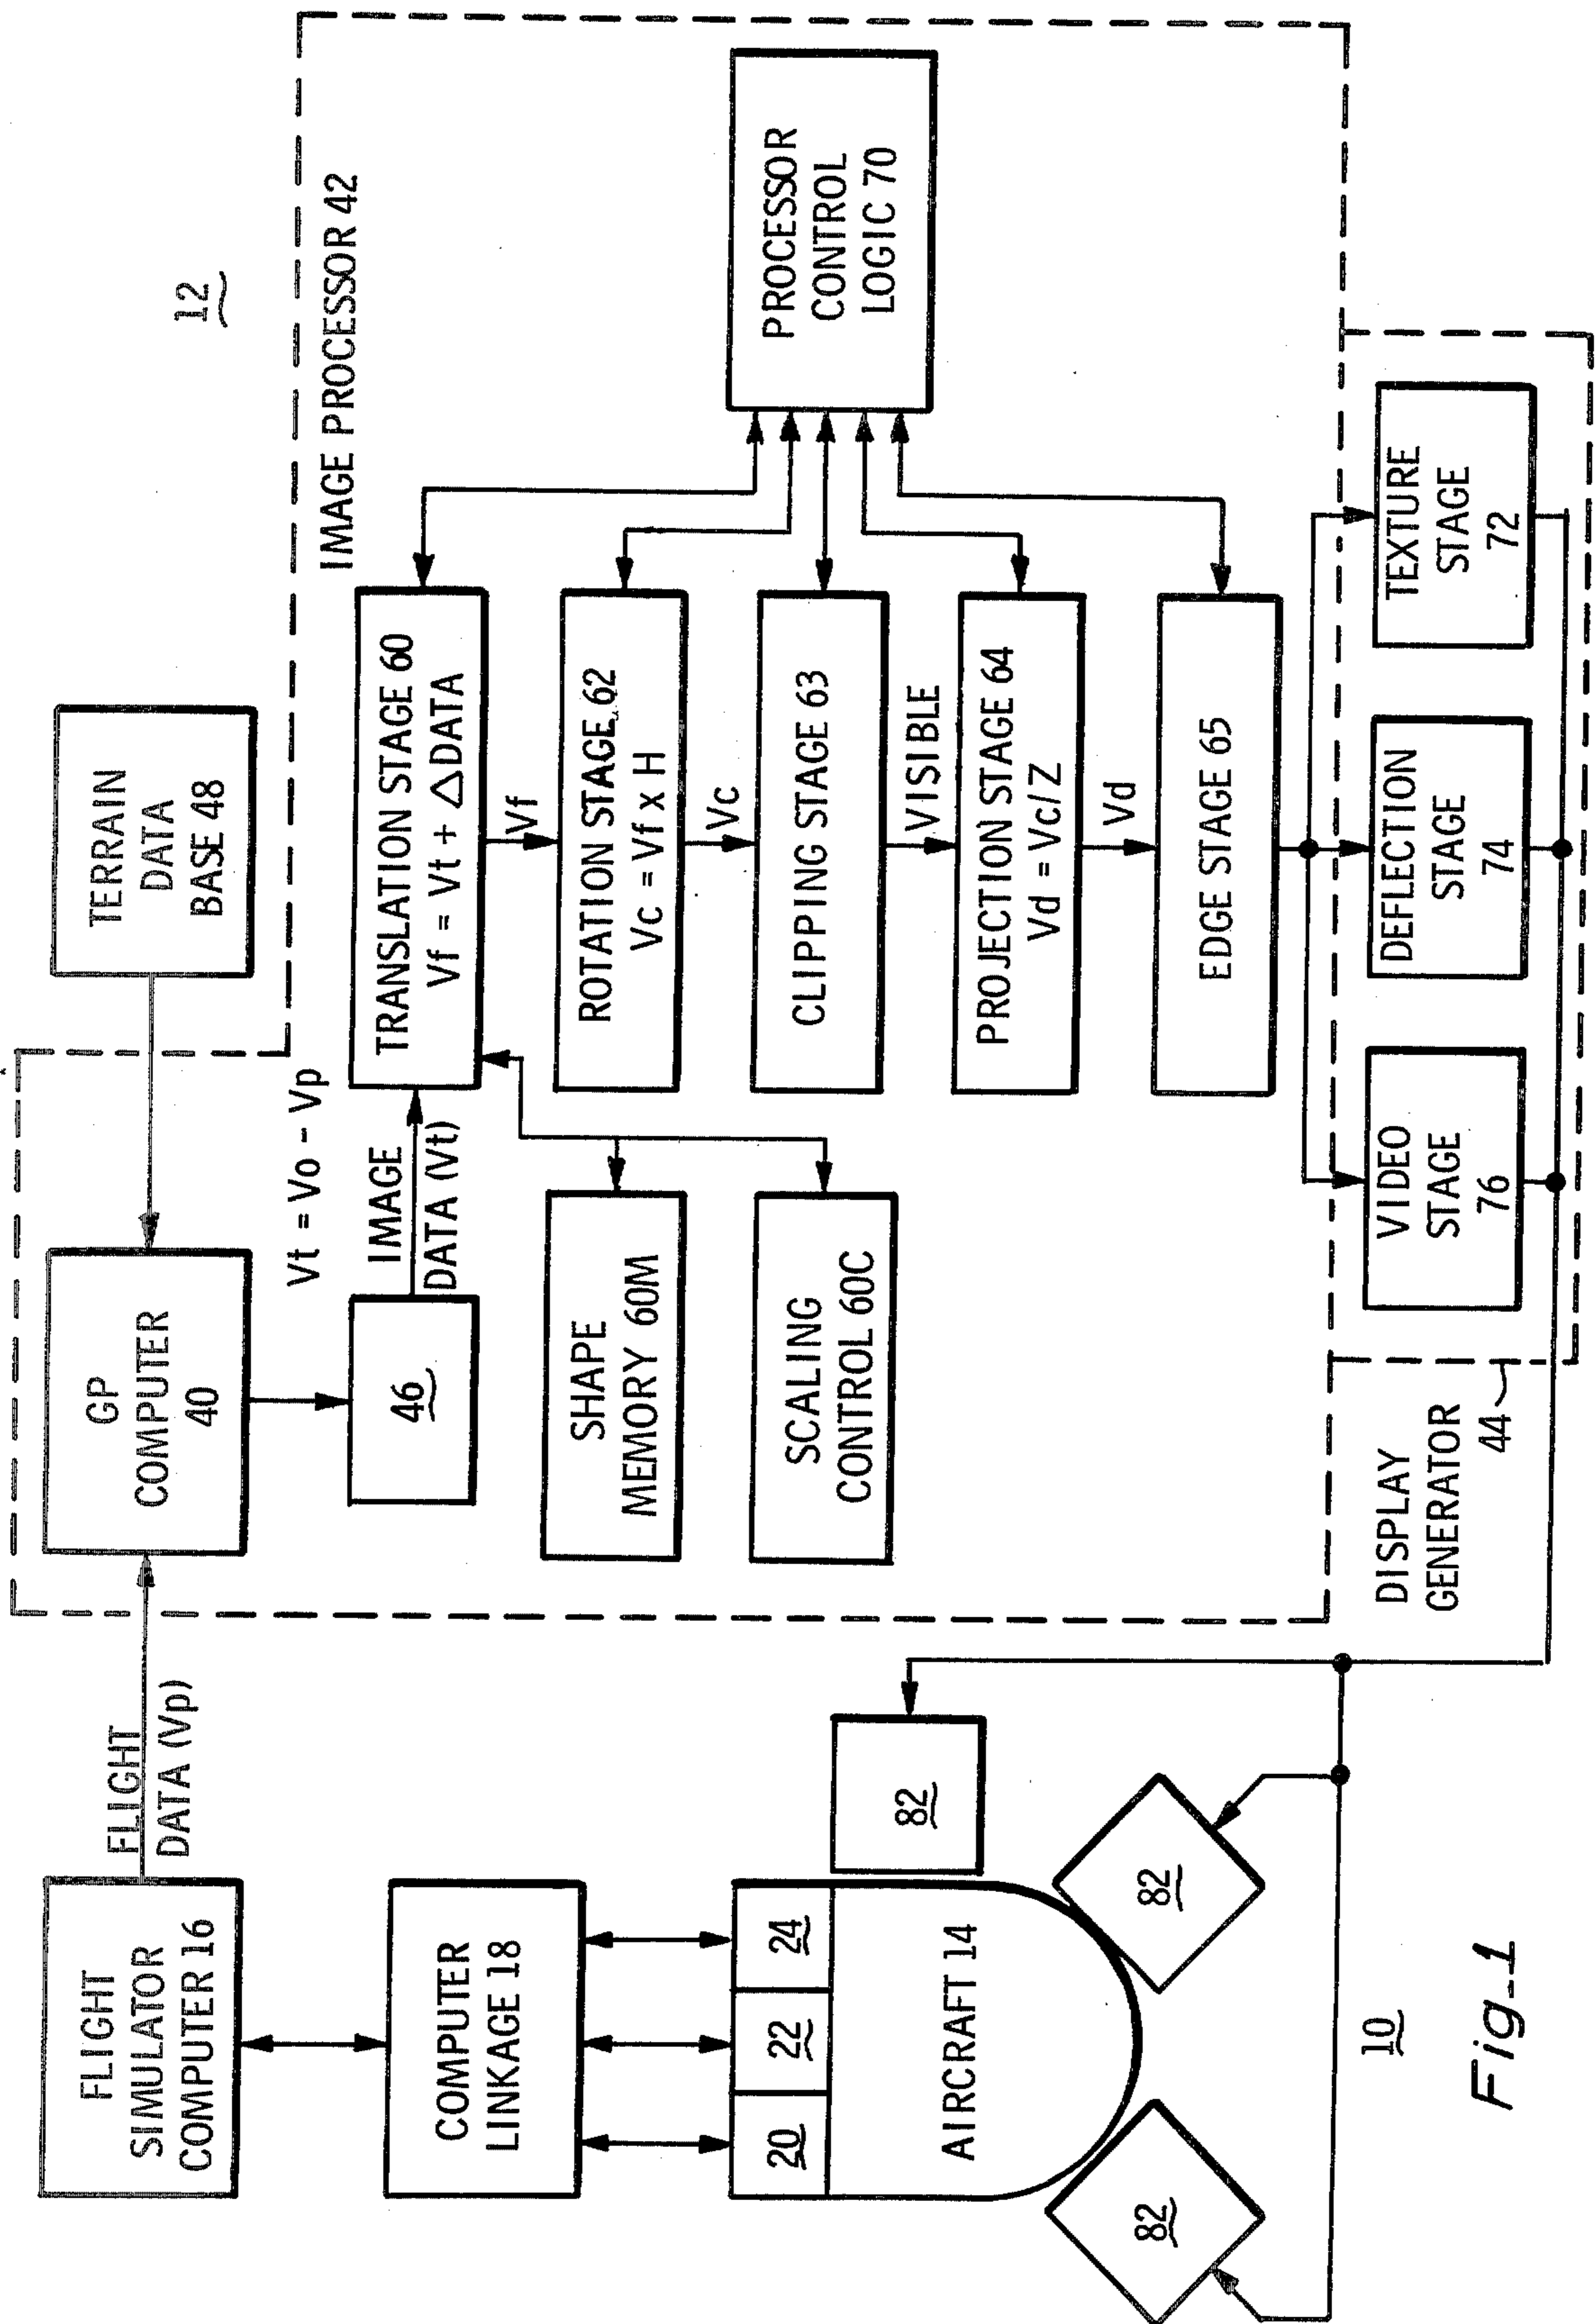 12
FLIGHT
SIMULATOR
COMPUTER 16
FLIGHT
DATA (Vp)
GP
COMPUTER
40
TERRAIN
DATA
BASE 48
Vt = Vo - Vp
IMAGE PROCESSOR 42
COMPUTER
LINKAGE 18
46
IMAGE
DATA (Vt)
TRANSLATION STAGE 60
Vf = Vt + ΔDATA
Vf
SHAPE
MEMORY 60M
ROTATION STAGE 62
Vc = Vf x H
Vc
SCALING
CONTROL 60C
CLIPPING STAGE 63
VISIBLE
PROCESSOR
CONTROL
LOGIC 70
PROJECTION STAGE 64
Vd = Vc/Z
Vd
EDGE STAGE 65
20
22
24
AIRCRAFT 14
82
82
82
DISPLAY
GENERATOR
44
VIDEO
STAGE
76
DEFLECTION
STAGE
74
TEXTURE
STAGE
72
10
Fig_1